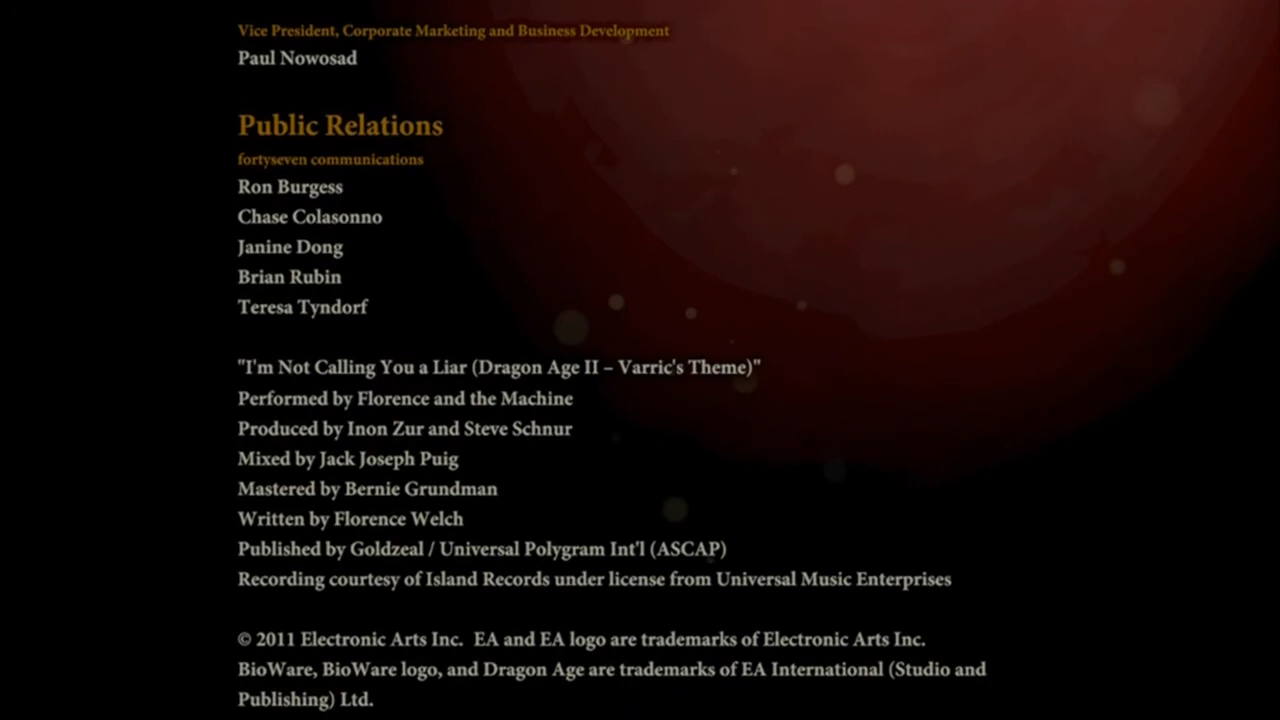 Vice President, Corporate Marketing and Business Development
Paul Nowosad
Public Relations
fortyseven communications
Ron Burgess
Chase Colasonno
Janine Dong
Brian Rubin
Teresa Tyndorf
"I'm Not Calling You a Liar (Dragon Age II – Varric's Theme)"
Performed by Florence and the Machine
Produced by Inon Zur and Steve Schnur
Mixed by Jack Joseph Puig
Mastered by Bernie Grundman
Written by Florence Welch
Published by Goldzeal / Universal Polygram Int'l (ASCAP)
Recording courtesy of Island Records under license from Universal Music Enterprises
© 2011 Electronic Arts Inc.  EA and EA logo are trademarks of Electronic Arts Inc.
BioWare, BioWare logo, and Dragon Age are trademarks of EA International (Studio and
Publishing) Ltd.